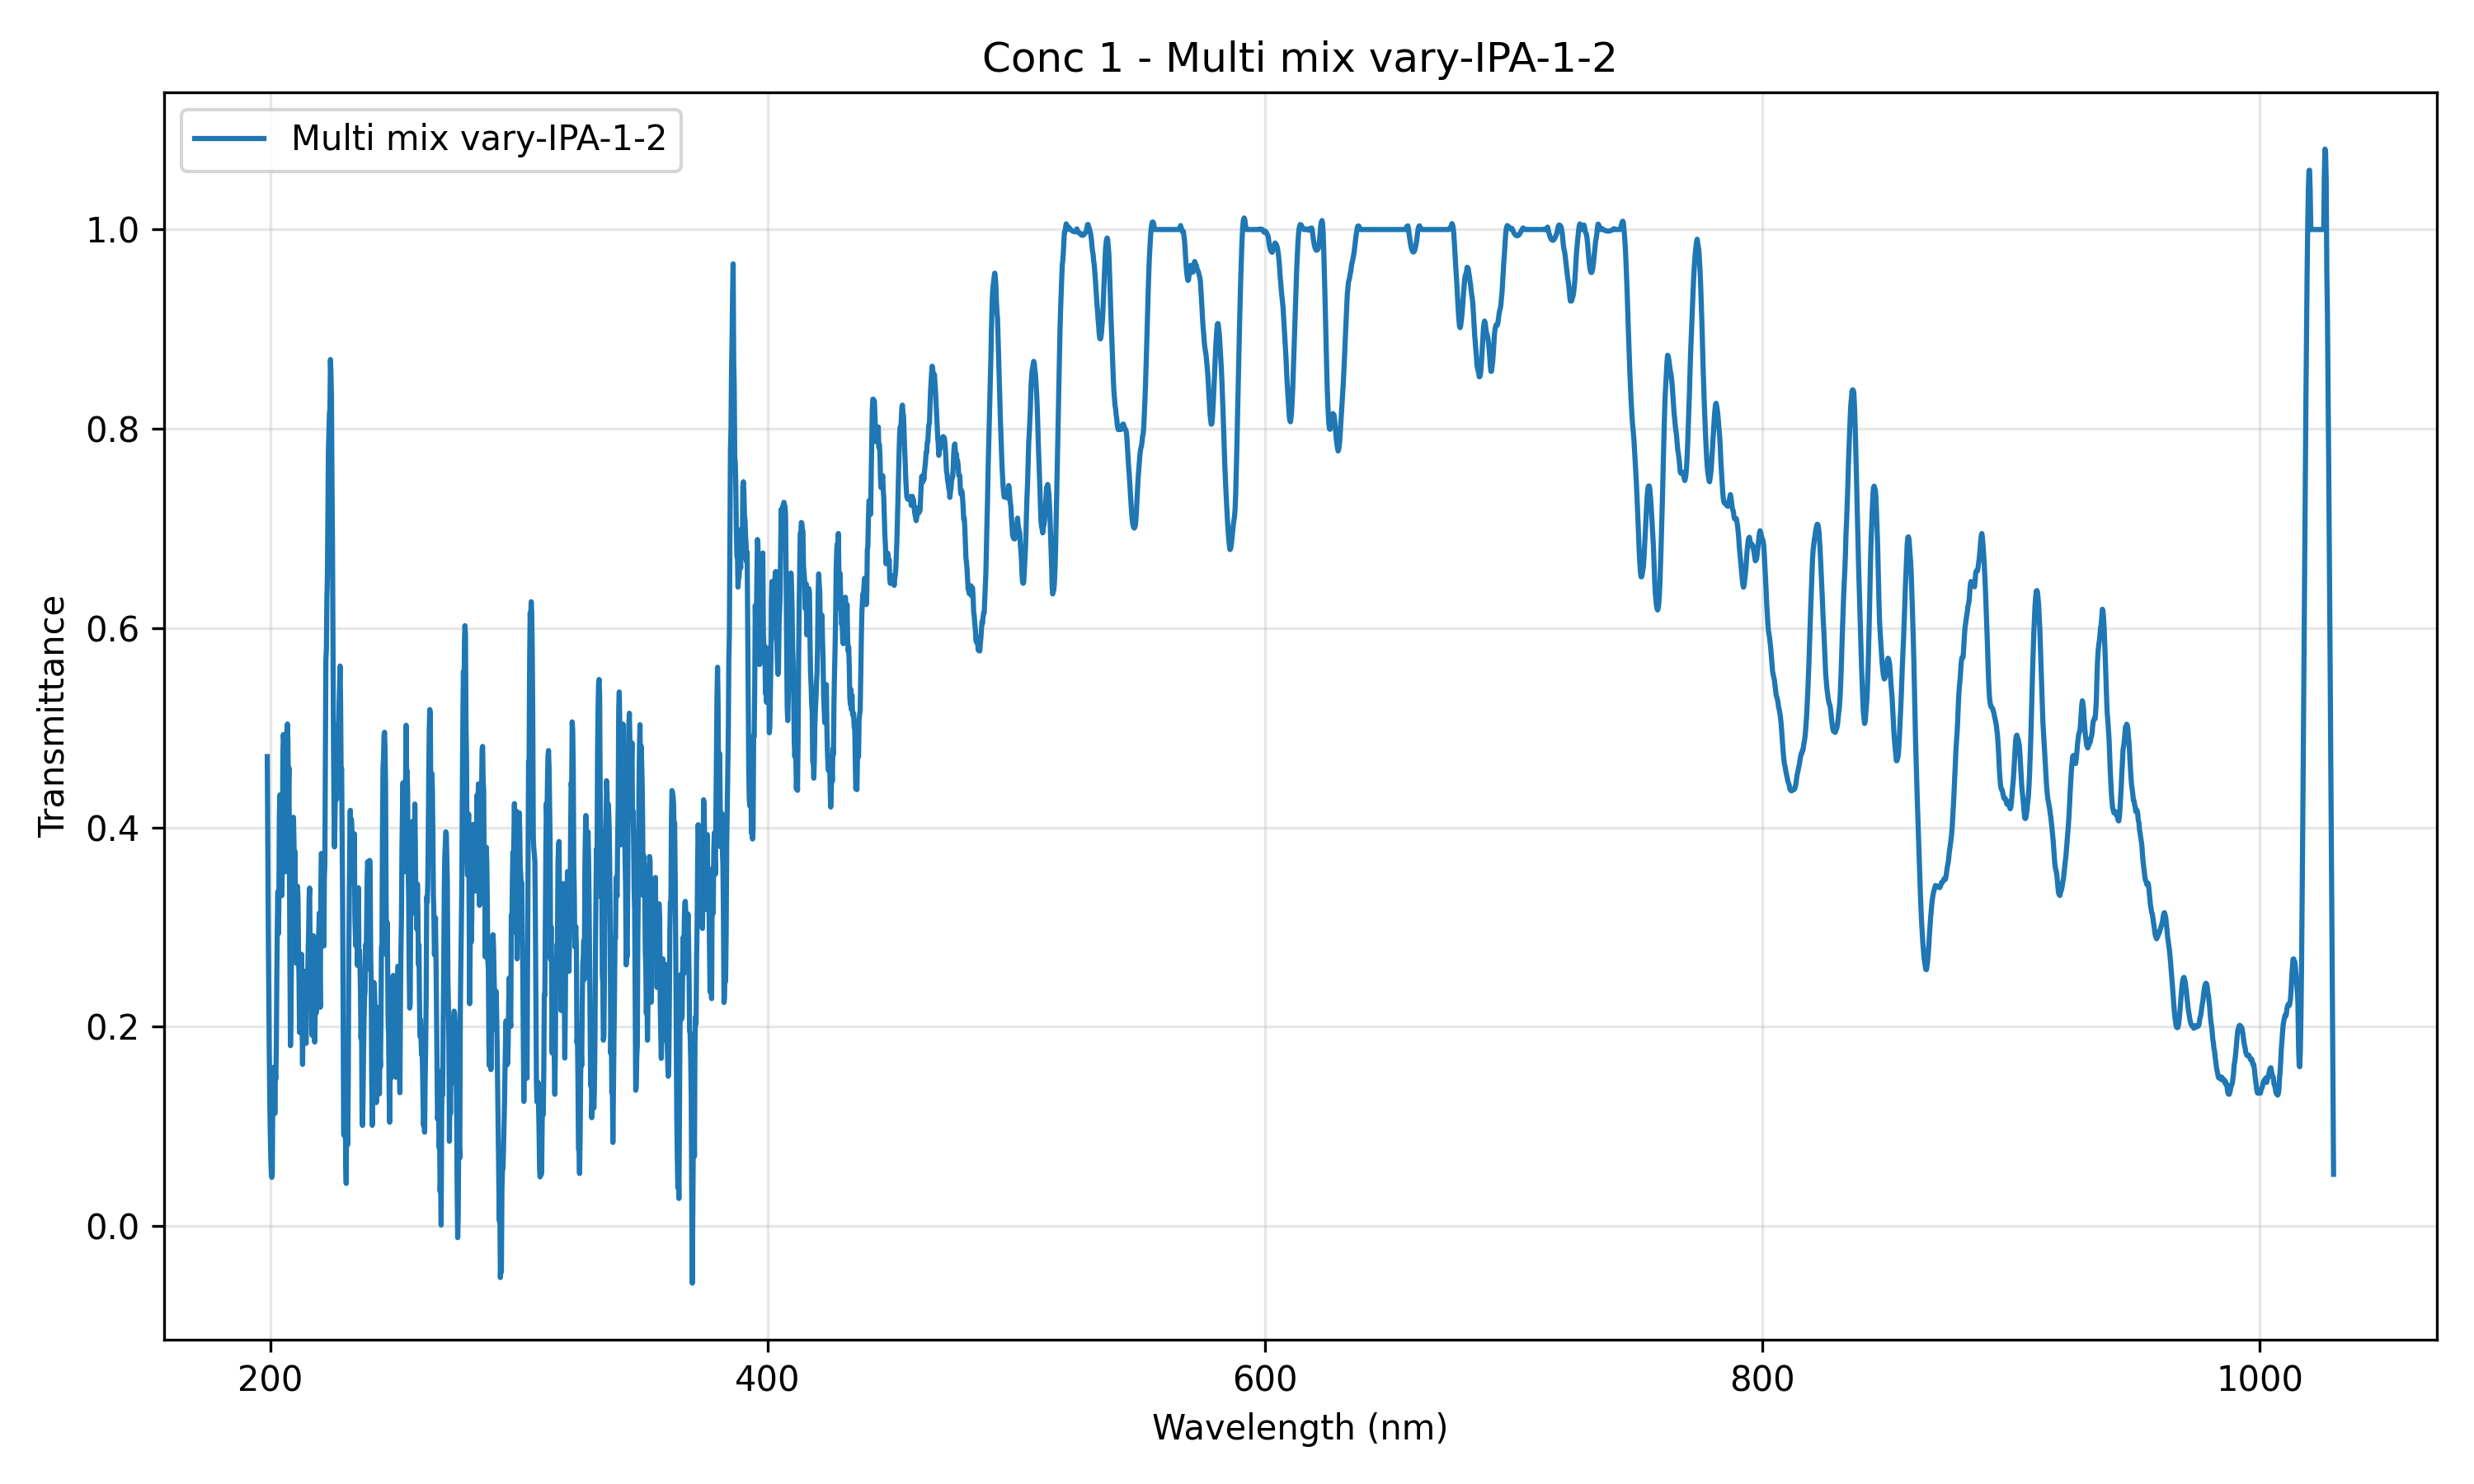 Conc 1 - Multi mix vary-IPA-1-2
Multi mix vary-IPA-1-2
Transmittance
1.0
0.8
0.6
0.4
0.2
0.0
200 400 600 800 1000
Wavelength (nm)